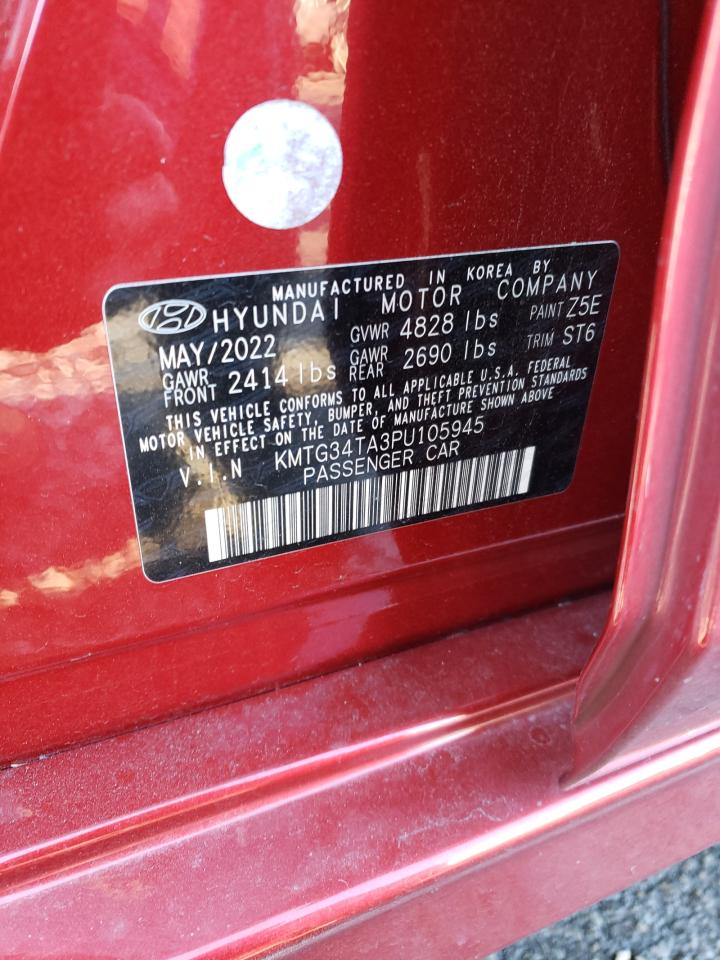 MANUFACTURED IN KOREA BY
HYUNDAI MOTOR COMPANY
MAY/2022 GVWR 4828 lbs PAINT Z5E
GAWR FRONT 2414 lbs GAWR REAR 2690 lbs TRIM ST6
THIS VEHICLE CONFORMS TO ALL APPLICABLE U.S.A. FEDERAL
MOTOR VEHICLE SAFETY, BUMPER, AND THEFT PREVENTION STANDARDS
IN EFFECT ON THE DATE OF MANUFACTURE SHOWN ABOVE
V.I.N KMTG34TA3PU105945
PASSENGER CAR